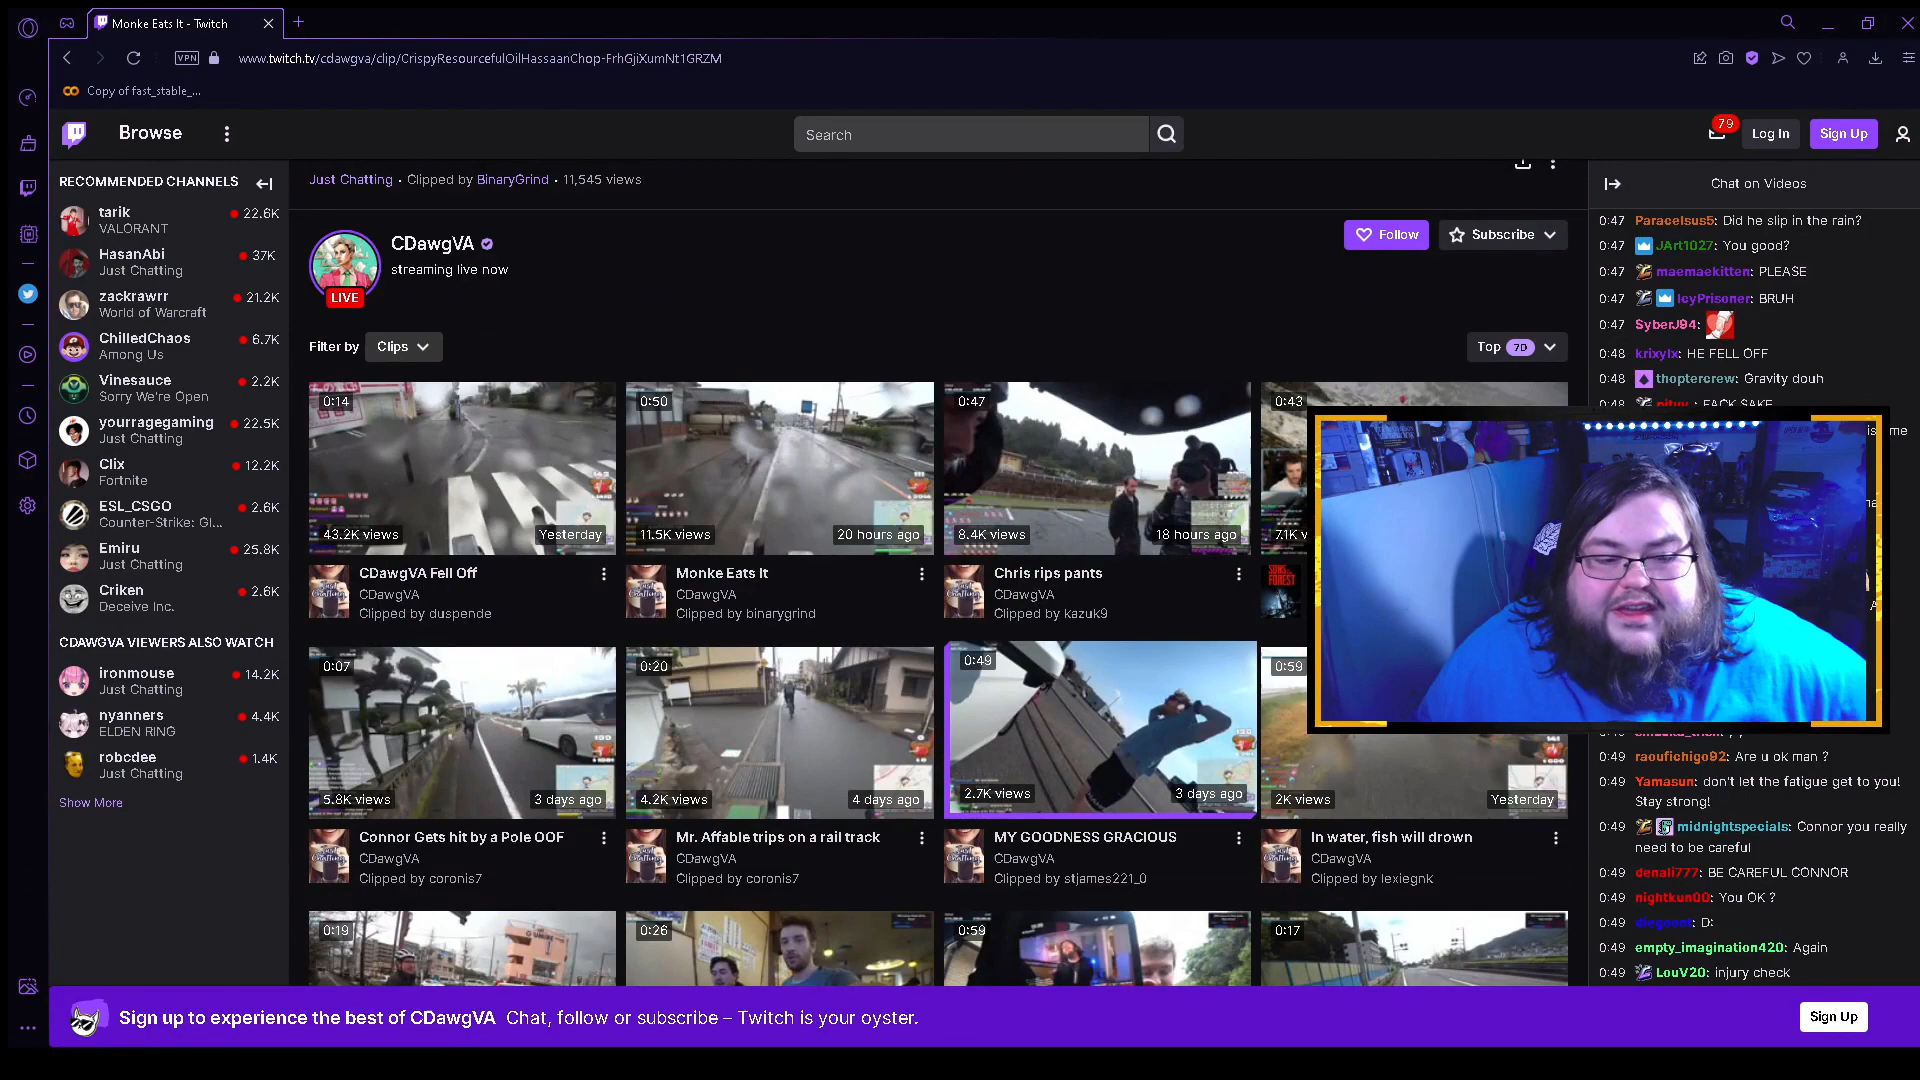 Monke Eats It - Twitch
VPN
www.twitch.tv/cdawgva/clip/CrispyResourcefulOilHassaanChop-FrhGjiXumNt1GRZM
Copy of fast_stable_...
Browse
Search
79
Log In
Sign Up
RECOMMENDED CHANNELS
tarik
22.6K
VALORANT
HasanAbi
37K
Just Chatting
zackrawrr
21.2K
World of Warcraft
ChilledChaos
6.7K
Among Us
Vinesauce
2.2K
Sorry We're Open
yourragegaming
22.5K
Just Chatting
Clix
12.2K
Fortnite
ESL_CSGO
2.6K
Counter-Strike: Gl...
Emiru
25.8K
Just Chatting
Criken
2.6K
Deceive Inc.
CDAWGVA VIEWERS ALSO WATCH
ironmouse
14.2K
Just Chatting
nyanners
4.4K
ELDEN RING
robcdee
1.4K
Just Chatting
Show More
Just Chatting • Clipped by BinaryGrind • 11,545 views
CDawgVA
streaming live now
LIVE
Follow
Subscribe
Filter by
Clips
Top 7D
0:14
43.2K views
Yesterday
CDawgVA Fell Off
CDawgVA
Clipped by duspende
0:50
11.5K views
20 hours ago
Monke Eats It
CDawgVA
Clipped by binarygrind
0:47
8.4K views
18 hours ago
Chris rips pants
CDawgVA
Clipped by kazuk9
0:43
7.1K v
0:07
5.8K views
3 days ago
Connor Gets hit by a Pole OOF
CDawgVA
Clipped by coronis7
0:20
4.2K views
4 days ago
Mr. Affable trips on a rail track
CDawgVA
Clipped by coronis7
0:49
2.7K views
3 days ago
MY GOODNESS GRACIOUS
CDawgVA
Clipped by stjames221_0
0:59
2K views
Yesterday
In water, fish will drown
CDawgVA
Clipped by lexiegnk
0:19
0:26
0:59
0:17
Chat on Videos
0:47 Paracelsus5: Did he slip in the rain?
0:47 JArt1027: You good?
0:47 maemaekitten: PLEASE
0:47 IcyPrisoner: BRUH
0:47 SyberJ94:
0:48 krixylx: HE FELL OFF
0:48 thoptercrew: Gravity douh
0:48
me
0:49 raoufichigo92: Are u ok man ?
0:49 Yamasun: don't let the fatigue get to you!
Stay strong!
0:49 midnightspecials: Connor you really
need to be careful
0:49 denali777: BE CAREFUL CONNOR
0:49 nightkun00: You OK ?
0:49 diegoont: D:
0:49 empty_imagination420: Again
0:49 LouV20: injury check
Sign up to experience the best of CDawgVA Chat, follow or subscribe – Twitch is your oyster.
Sign Up